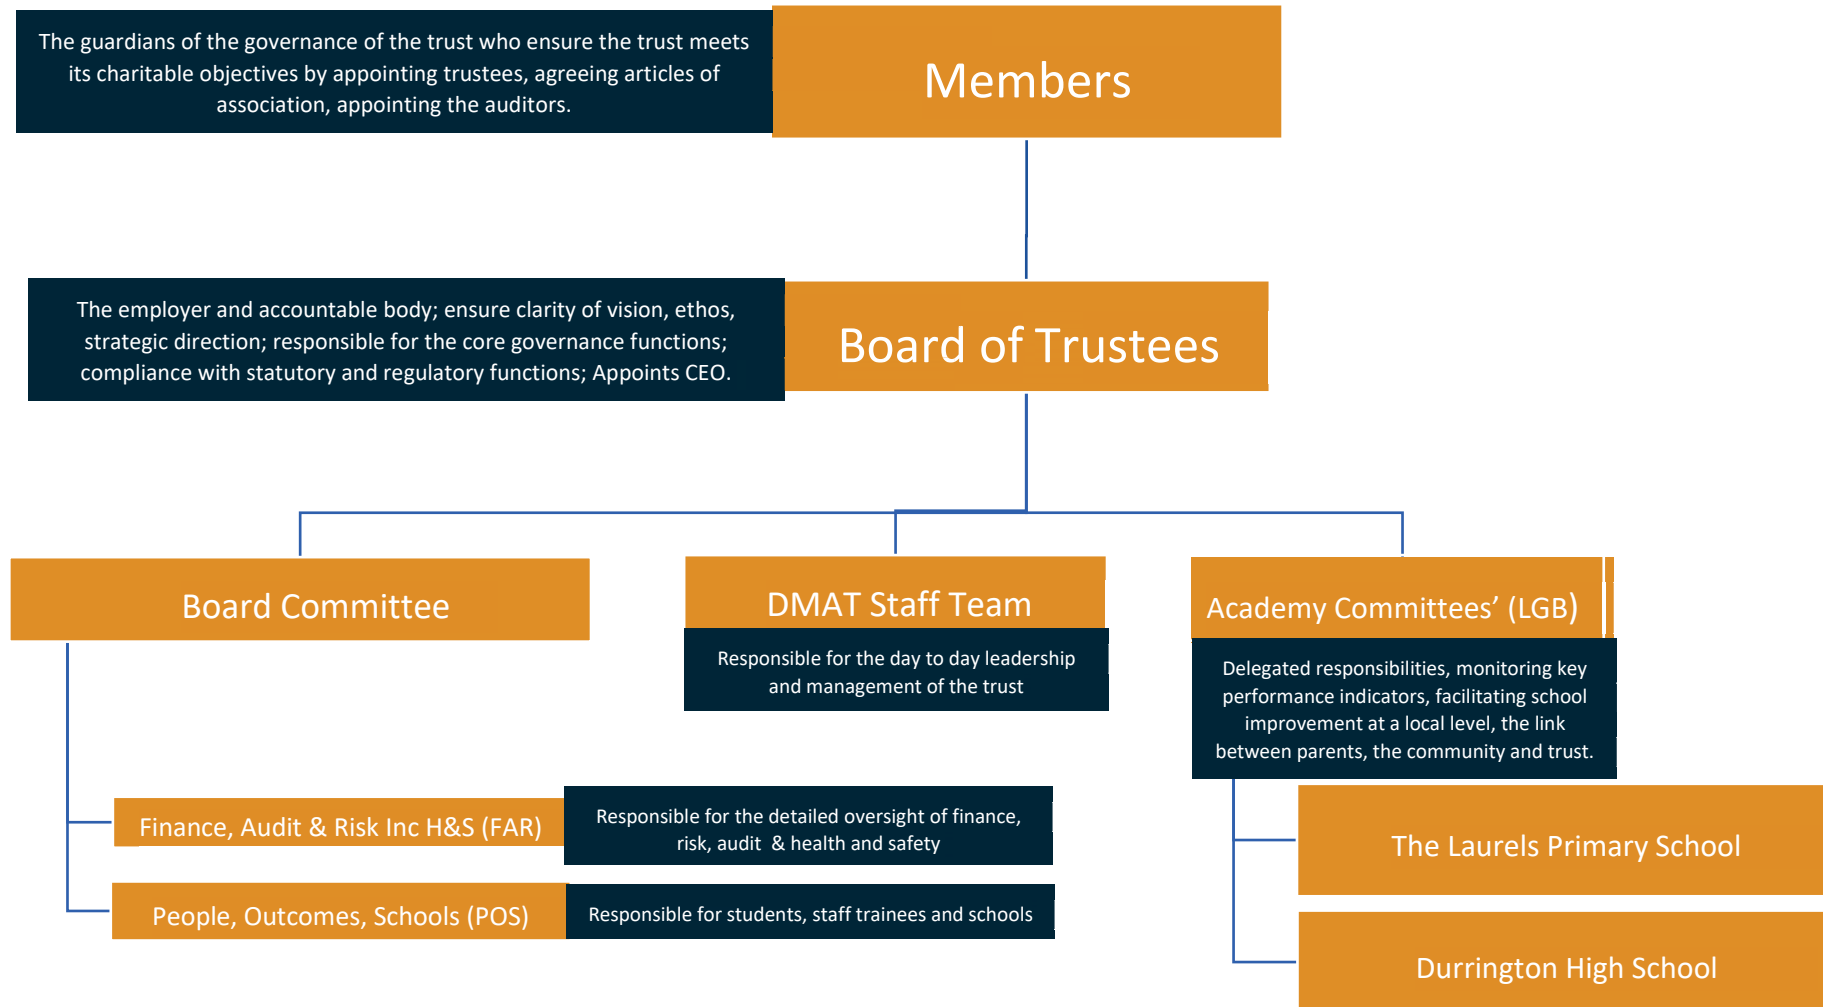 The guardians of the governance of the trust who ensure the trust meets
its charitable objectives by appointing trustees, agreeing articles of
association, appointing the auditors.
Members
The employer and accountable body; ensure clarity of vision, ethos,
strategic direction; responsible for the core governance functions;
compliance with statutory and regulatory functions; Appoints CEO.
Board of Trustees
Board Committee
DMAT Staff Team
Responsible for the day to day leadership
and management of the trust
Academy Committees’ (LGB)
Delegated responsibilities, monitoring key
performance indicators, facilitating school
improvement at a local level, the link
between parents, the community and trust.
Finance, Audit & Risk Inc H&S (FAR)
Responsible for the detailed oversight of finance,
risk, audit & health and safety
People, Outcomes, Schools (POS)
Responsible for students, staff trainees and schools
The Laurels Primary School
Durrington High School